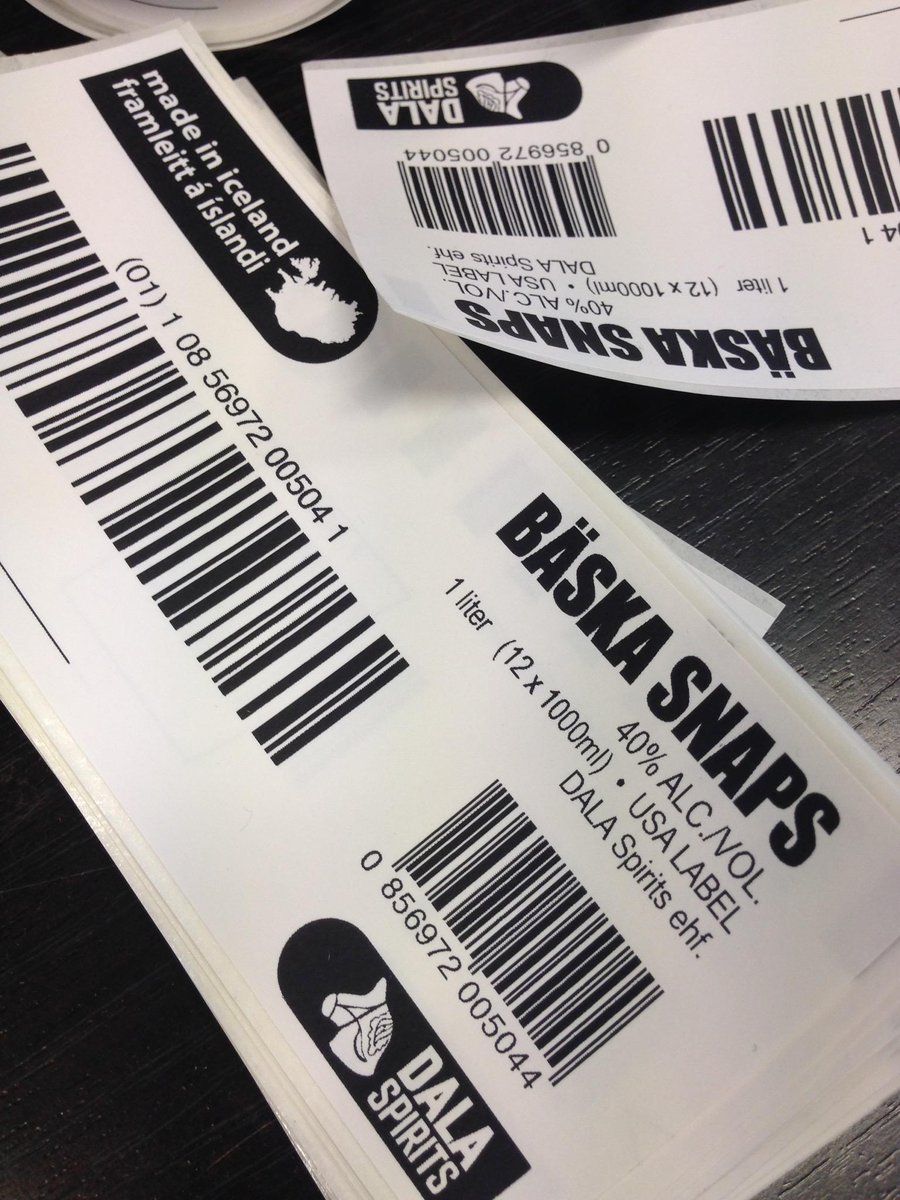 made in iceland
framleitt á íslandi
(01) 1 08 56972 00504 1
BÄSKA SNAPS
40% ALC./VOL.
1 liter (12 x 1000ml) • USA LABEL
DALA Spirits ehf.
0 856972 005044
DALA
SPIRITS
DALA
SPIRITS
0 856972 005044
04 1
BÄSKA SNAPS
40% ALC./VOL.
1 liter (12 x 1000ml) • USA LABEL
DALA Spirits ehf.